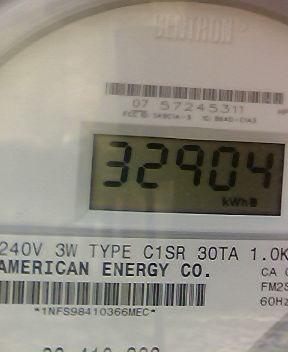 CENTRON
07 57245311
32904
kWh
240V 3W TYPE C1SR 30TA 1.0K
AMERICAN ENERGY CO.
CA
FM2S
60Hz
*1NFS98410366MEC*